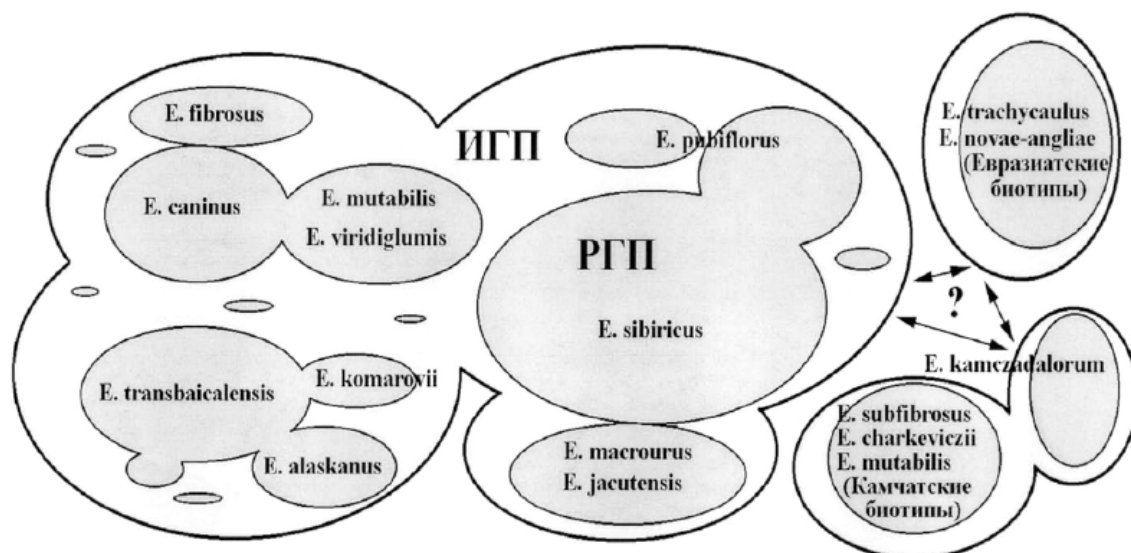 E. fibrosus
E. caninus
E. mutabilis
E. viridiglumis
E. transbaicalensis
E. komarovii
E. alaskanus
ИГП
E. pubiflorus
РГП
E. sibiricus
E. macrourus
E. jacutensis
E. trachycaulus
E. novae-angliae
(Евразиатские
биотипы)
?
E. kamczadalorum
E. subfibrosus
E. charkeviczii
E. mutabilis
(Камчатские
биотипы)